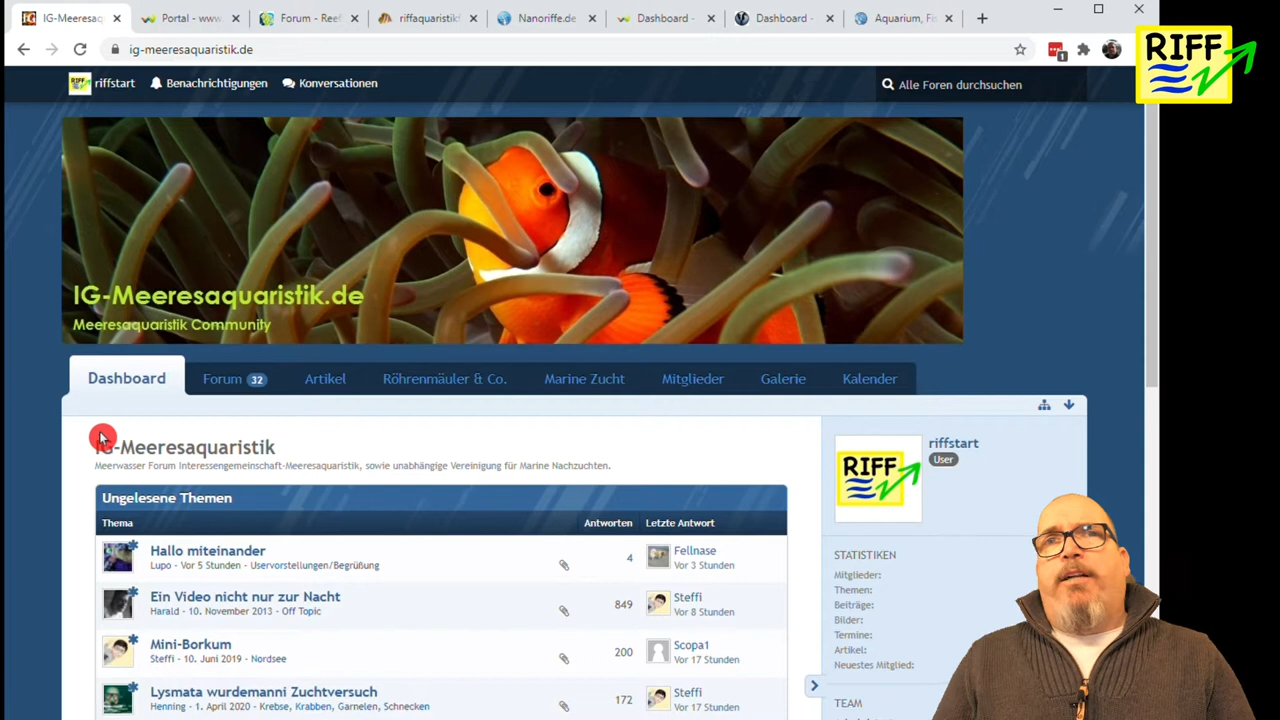 IG-Meeresaq
Portal - www.
Forum - Reef
riffaquaristikf
Nanoriffe.de
Dashboard -
Dashboard -
Aquarium, Fis
ig-meeresaquaristik.de
1
RIFF
riffstart
Benachrichtigungen
Konversationen
Alle Foren durchsuchen
IG-Meeresaquaristik.de
Meeresaquaristik Community
Dashboard
Forum 32
Artikel
Röhrenmäuler & Co.
Marine Zucht
Mitglieder
Galerie
Kalender
IG-Meeresaquaristik
Meerwasser Forum Interessengemeinschaft-Meeresaquaristik, sowie unabhängige Vereinigung für Marine Nachzuchten.
Ungelesene Themen
Thema Antworten Letzte Antwort
Hallo miteinander
Lupo - Vor 5 Stunden - Uservorstellungen/Begrüßung
4
Fellnase
Vor 3 Stunden
Ein Video nicht nur zur Nacht
Harald - 10. November 2013 - Off Topic
849
Steffi
Vor 8 Stunden
Mini-Borkum
Steffi - 10. Juni 2019 - Nordsee
200
Scopa1
Vor 17 Stunden
Lysmata wurdemanni Zuchtversuch
Henning - 1. April 2020 - Krebse, Krabben, Garnelen, Schnecken
172
Steffi
Vor 17 Stunden
RIFF
riffstart
User
STATISTIKEN
Mitglieder:
Themen:
Beiträge:
Bilder:
Termine:
Artikel:
Neuestes Mitglied:
TEAM